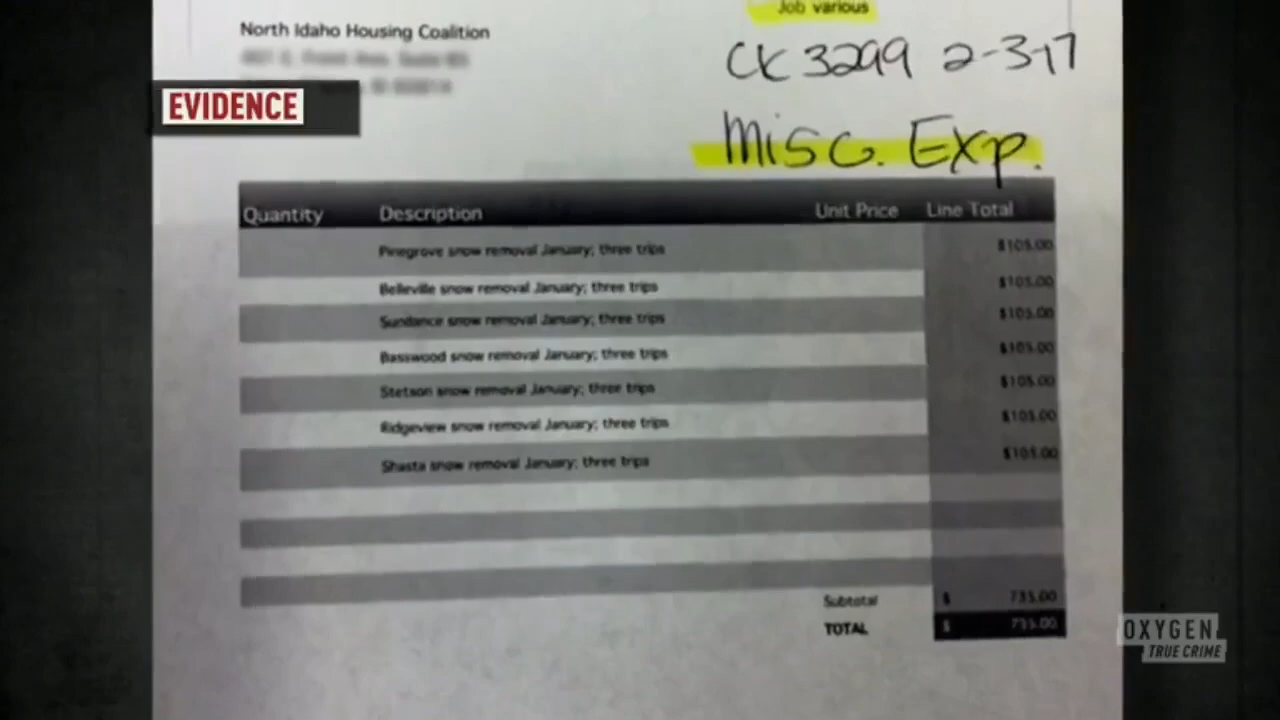 Job various
North Idaho Housing Coalition
CK 3299 2-3-17
EVIDENCE
Misc. Exp.
Quantity Description Unit Price Line Total
Pinegrove snow removal January; three trips $105.00
Belleville snow removal January; three trips $105.00
Sundance snow removal January; three trips $105.00
Basswood snow removal January; three trips $105.00
Stetson snow removal January; three trips $105.00
Ridgeview snow removal January; three trips $105.00
Shasta snow removal January; three trips $105.00
Subtotal $ 735.00
TOTAL $ 735.00
OXYGEN
TRUE CRIME